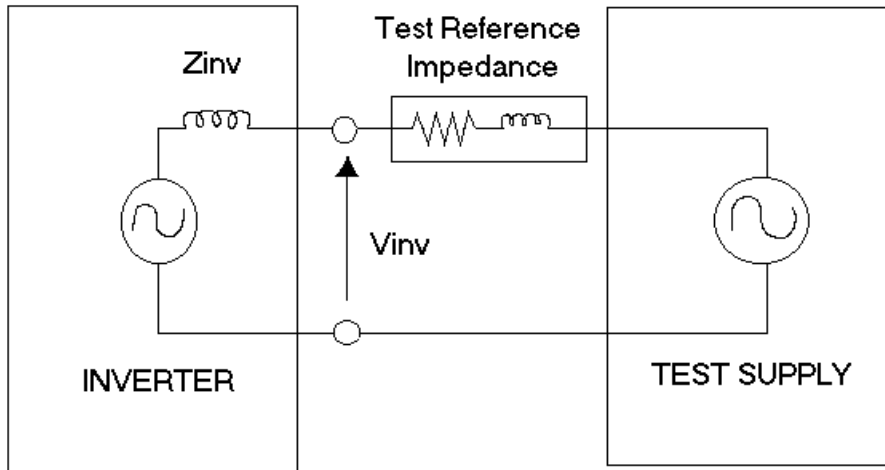 Test Reference
Impedance
Zinv
Vinv
INVERTER
TEST SUPPLY